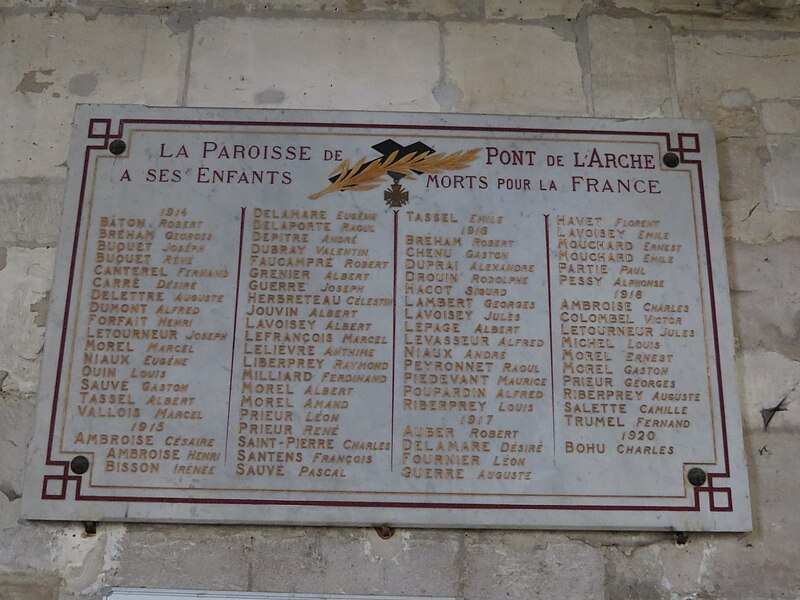 LA PAROISSE DE PONT DE L'ARCHE
A SES ENFANTS MORTS POUR LA FRANCE
1914
BÂTON ROBERT
BRÉHAM GEORGES
BUQUET JOSÉPH
BUQUET RENÉ
CANTEREL FERNAND
CARRÉ DÉSIRÉ
DELETTRE AUGUSTE
DUMONT ALFRED
FORFAIT HENRI
LETOURNEUR JOSEPH
MOREL MARCEL
NIAUX EUGÈNE
OUIN LOUIS
SAUVÉ GASTON
TASSEL ALBERT
VALLOIS MARCEL
1915
AMBROISE CÉSAIRE
AMBROISE HENRI
BISSON IRÉNÉE
DELAMARE EUGÈNE
DELAPORTE RAOUL
DEPITRE ANDRÉ
DUBRAY VALENTIN
FAUCAMPRÉ ROBERT
GRENIER ALBERT
GUERRE JOSEPH
HERBRETEAU CÉLESTIN
JOUVIN ALBERT
LAVOISEY ALBERT
LEFRANÇOIS MARCEL
LELIÈVRE ANTHIME
LIBERPREY RAYMOND
MILLIARD FERDINAND
MOREL ALBERT
MOREL AMAND
PRIEUR LÉON
PRIEUR RENÉ
SAINT-PIERRE CHARLES
SANTENS FRANÇOIS
SAUVÉ PASCAL
TASSEL EMILE
1916
BREHAM ROBERT
CHENU GASTON
DUPRAI ALEXANDRE
DROUIN RODOLPHE
HACOT SIGURD
LAMBERT GEORGES
LAVOISEY JULES
LEPAGE ALBERT
LEVASSEUR ALFRED
NIAUX ANDRÉ
PEYRONNET RAOUL
PIEDEVANT MAURICE
POUPARDIN ALFRED
RIBERPREY LOUIS
1917
AUBER ROBERT
DELAMARE DÉSIRÉ
FOURNIER LÉON
GUERRE AUGUSTE
HAVET FLORENT
LAVOISEY EMILE
MOUCHARD ERNEST
MOUCHARD EMILE
PARTIE PAUL
PESSY ALPHONSE
1918
AMBROISE CHARLES
COLOMBEL VICTOR
LETOURNEUR JULES
MICHEL LOUIS
MOREL ERNEST
MOREL GASTON
PRIEUR GEORGES
RIBERPREY AUGUSTE
SALETTE CAMILLE
TRUMEL FERNAND
1920
BOHU CHARLES